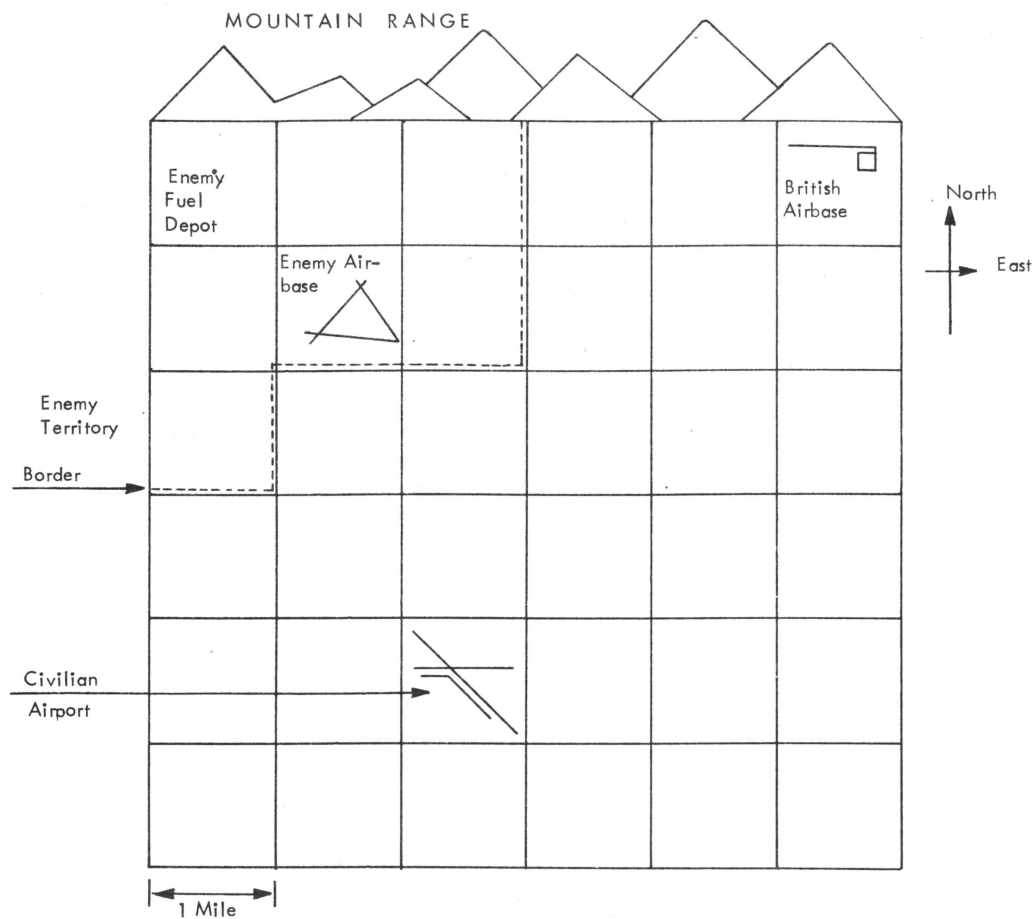 MOUNTAIN RANGE
Enemy
Fuel
Depot
British
Airbase
North
East
Enemy Air-
base
Enemy
Territory
Border
Civilian
Airport
1 Mile